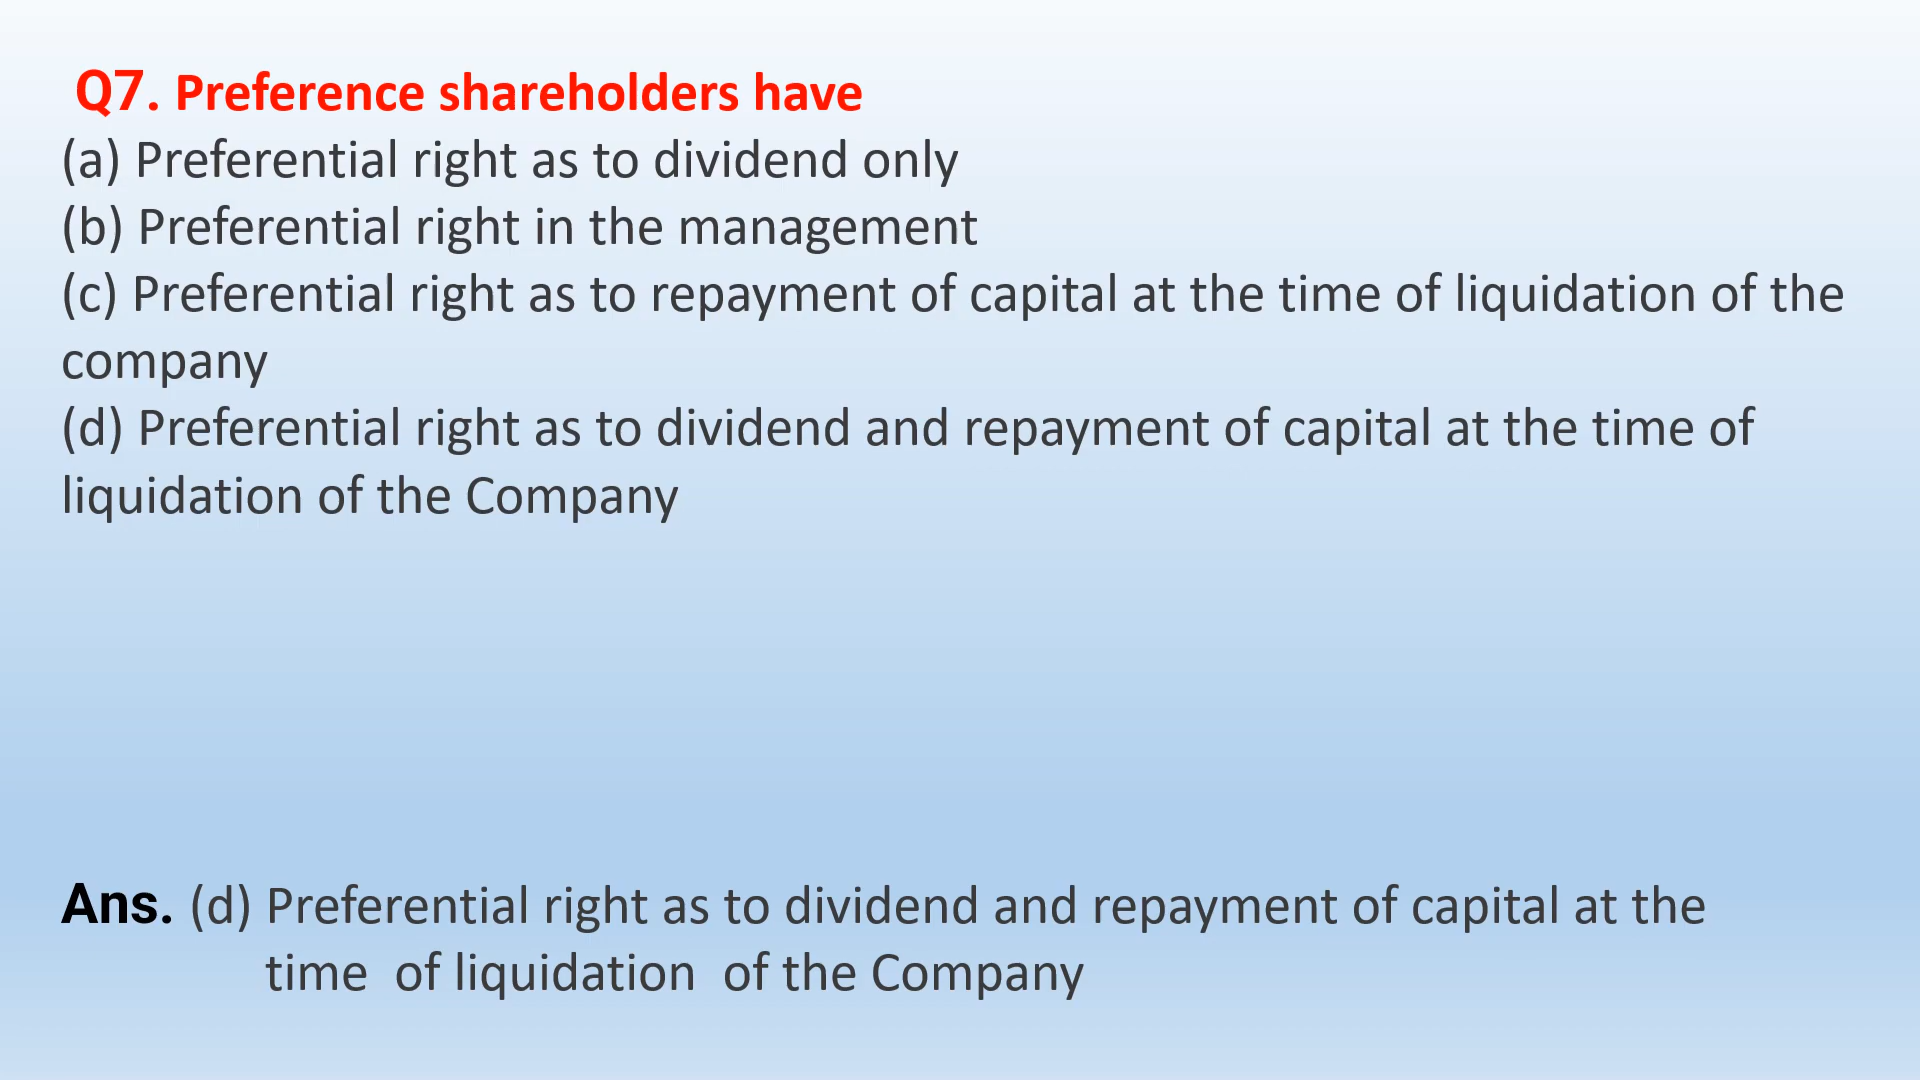 Q7. Preference shareholders have
(a) Preferential right as to dividend only
(b) Preferential right in the management
(c) Preferential right as to repayment of capital at the time of liquidation of the
company
(d) Preferential right as to dividend and repayment of capital at the time of
liquidation of the Company
Ans. (d) Preferential right as to dividend and repayment of capital at the
time of liquidation of the Company